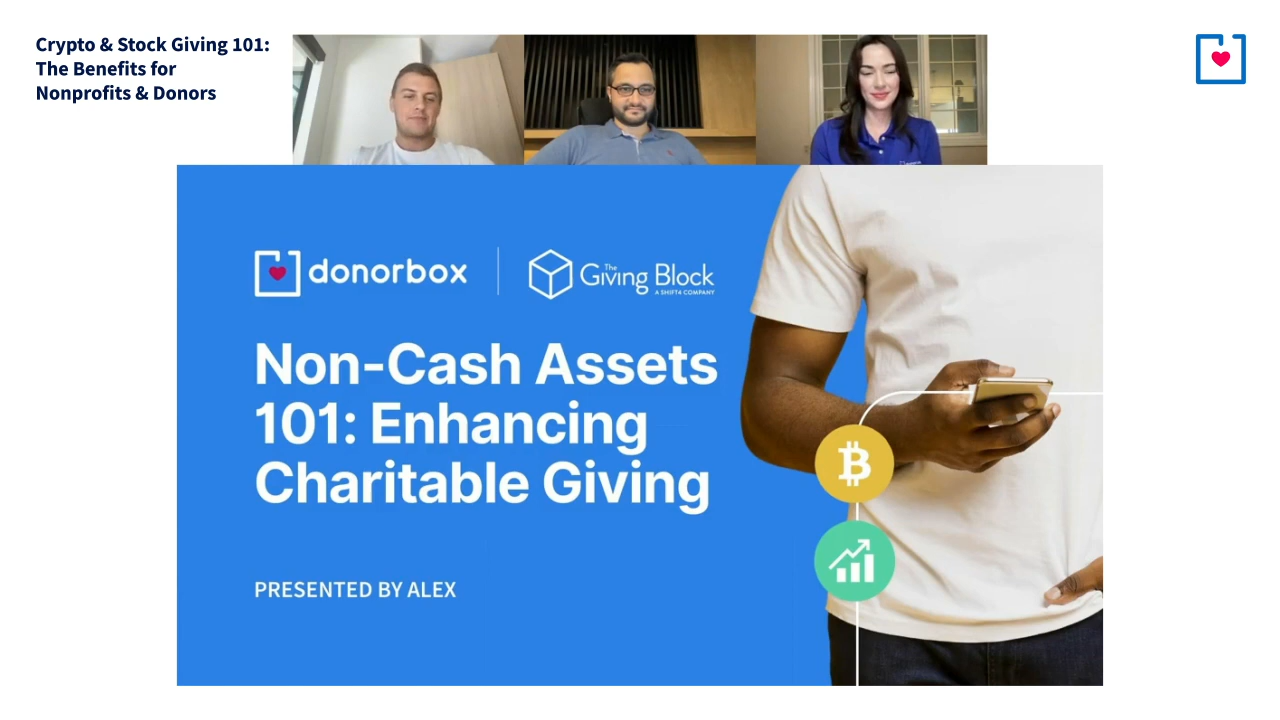 Crypto & Stock Giving 101:
The Benefits for
Nonprofits & Donors
donorbox
The
Giving Block
A SHIFT4 COMPANY
Non-Cash Assets
101: Enhancing
Charitable Giving
PRESENTED BY ALEX